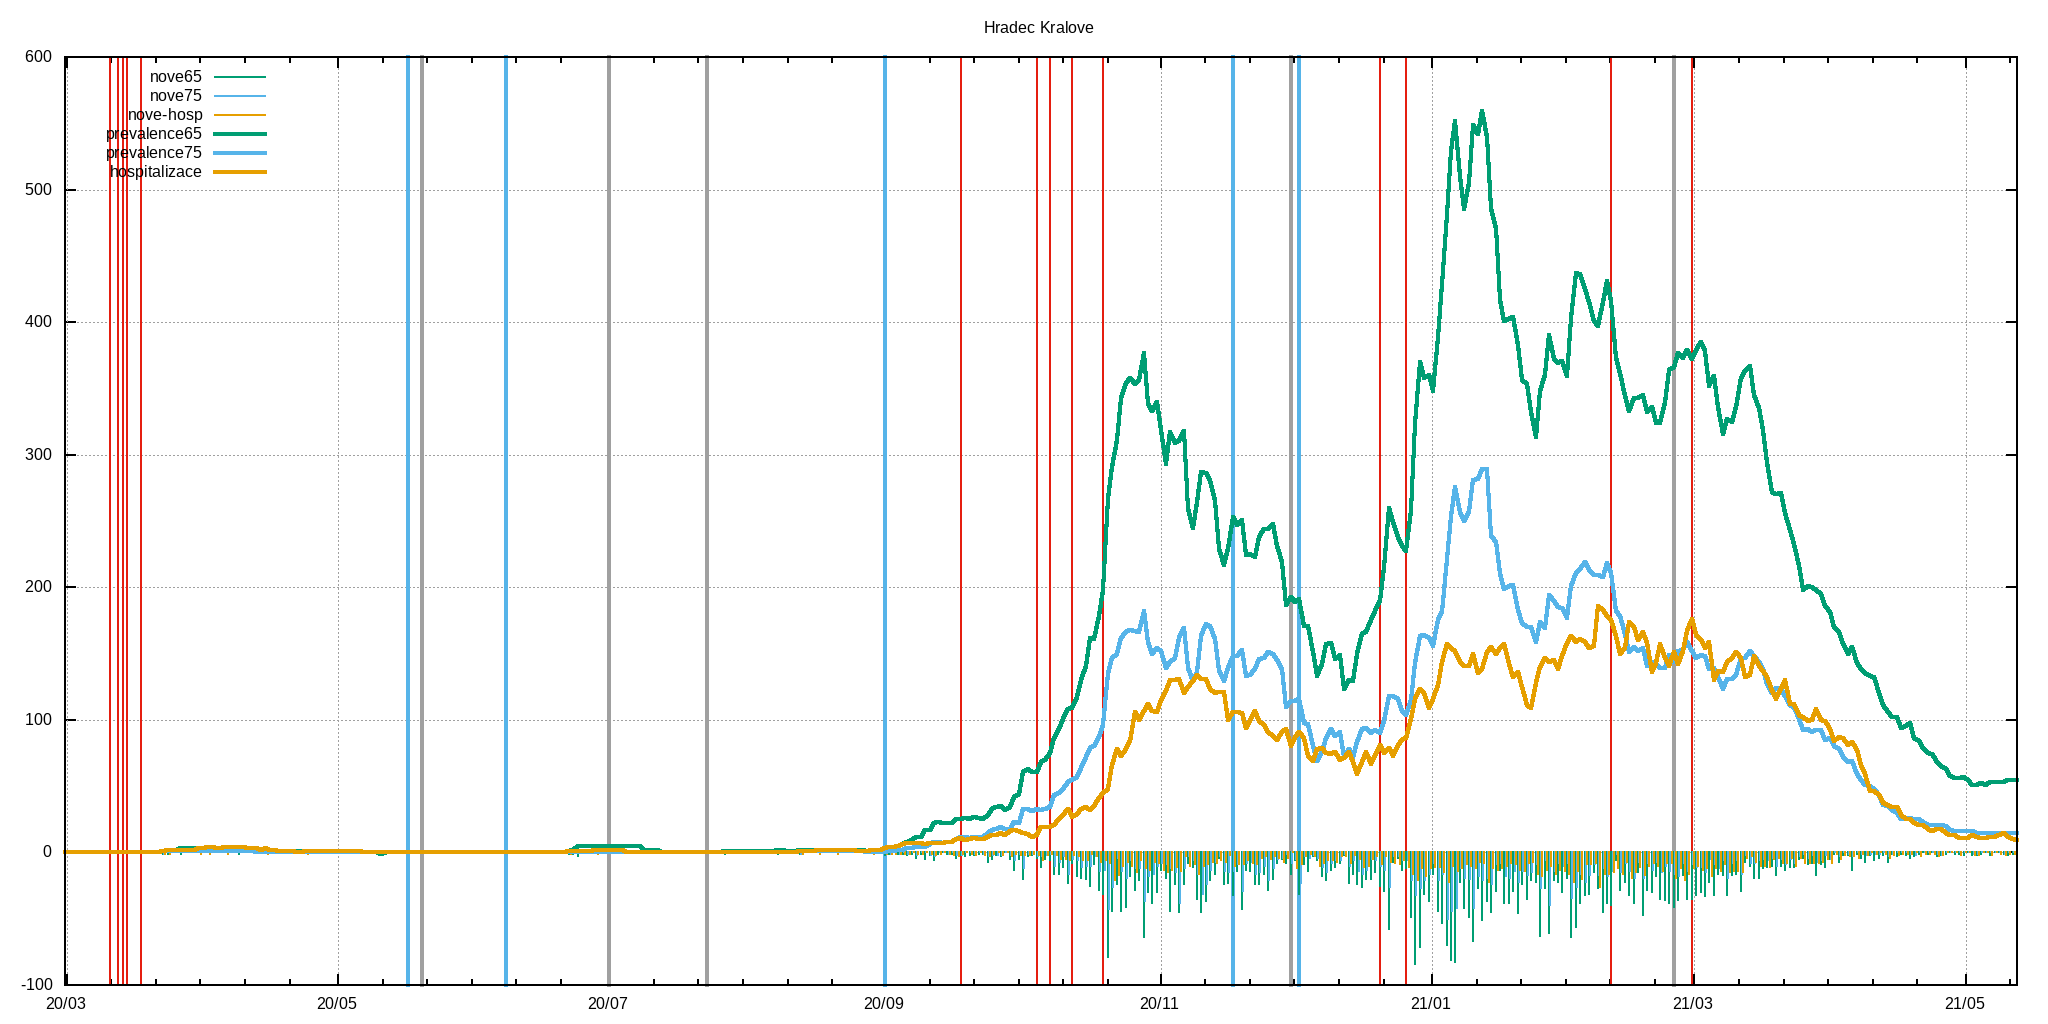 Hradec Kralove
600
500
400
300
200
100
0
-100
nove65
nove75
nove-hosp
prevalence65
prevalence75
hospitalizace
20/03 20/05 20/07 20/09 20/11 21/01 21/03 21/05